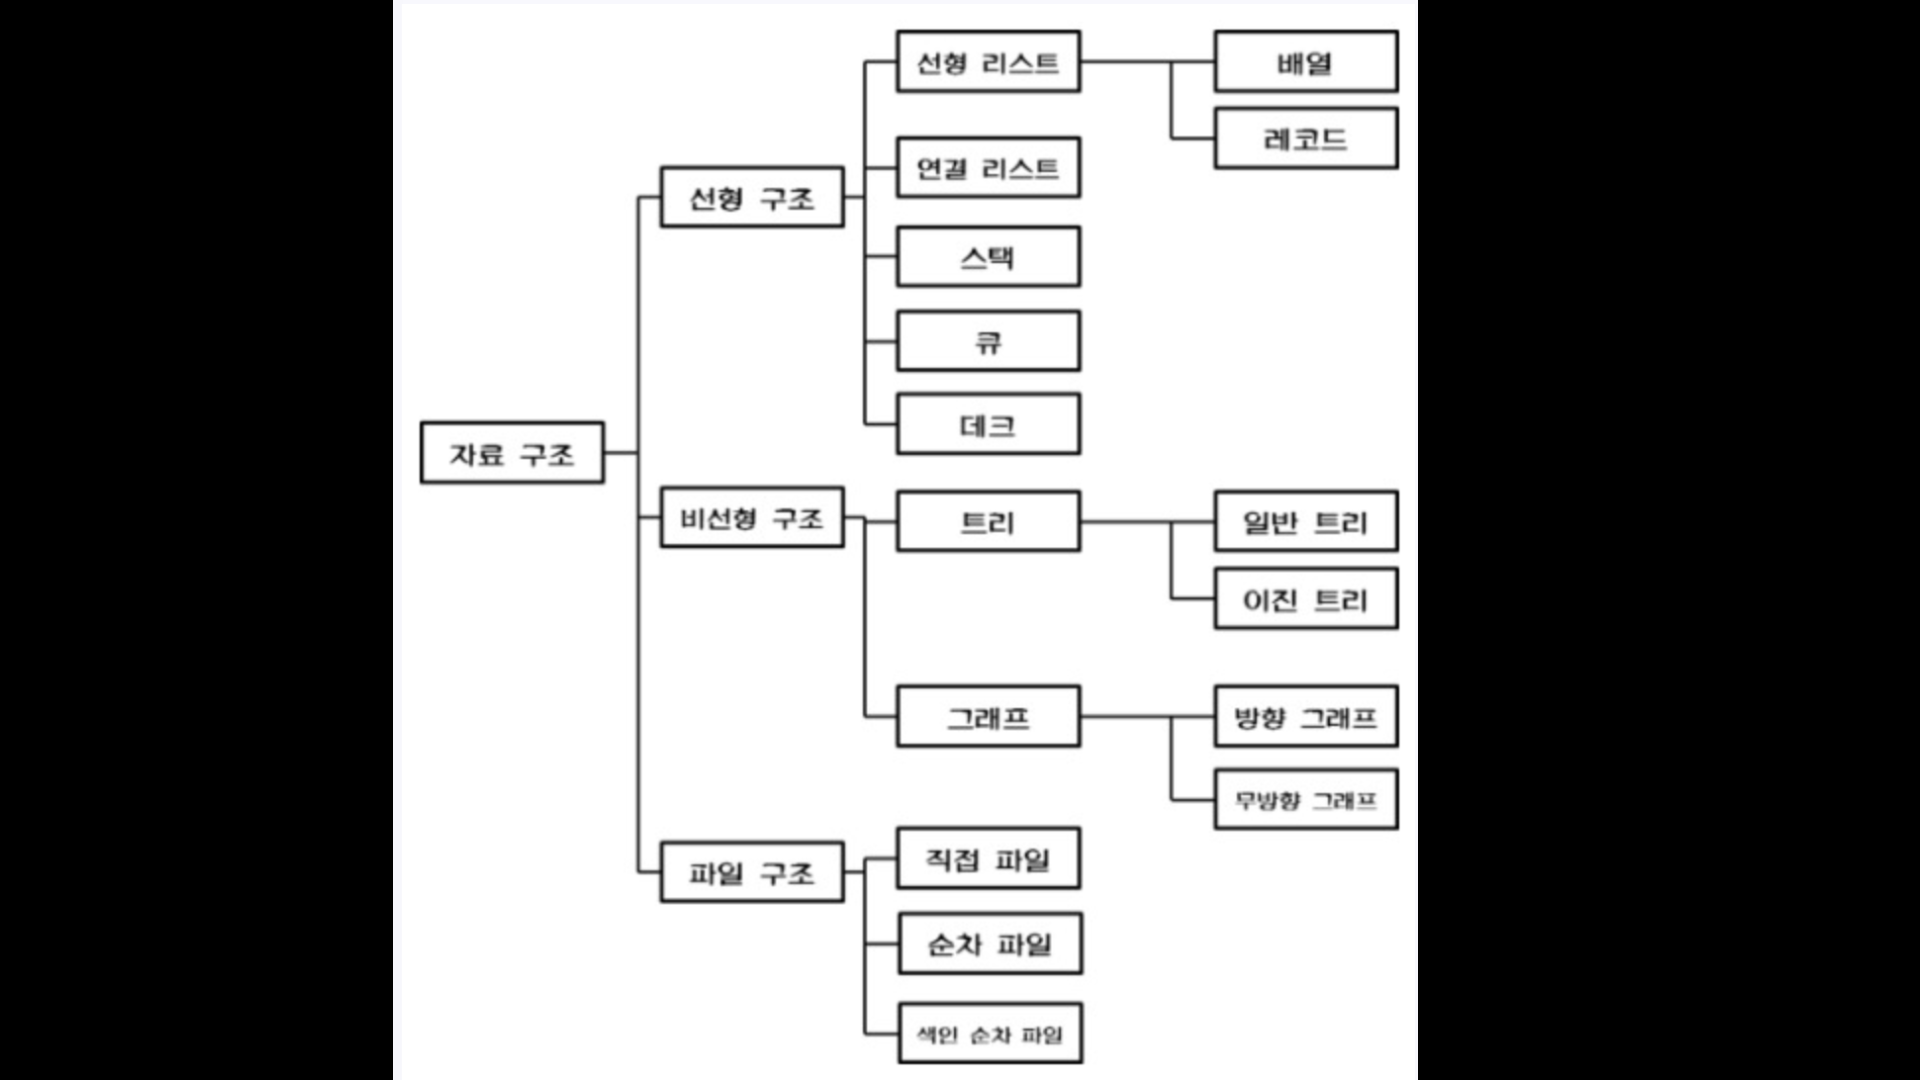 자료 구조
선형 구조
선형 리스트
배열
레코드
연결 리스트
스택
큐
데크
비선형 구조
트리
일반 트리
이진 트리
그래프
방향 그래프
무방향 그래프
파일 구조
직접 파일
순차 파일
색인 순차 파일